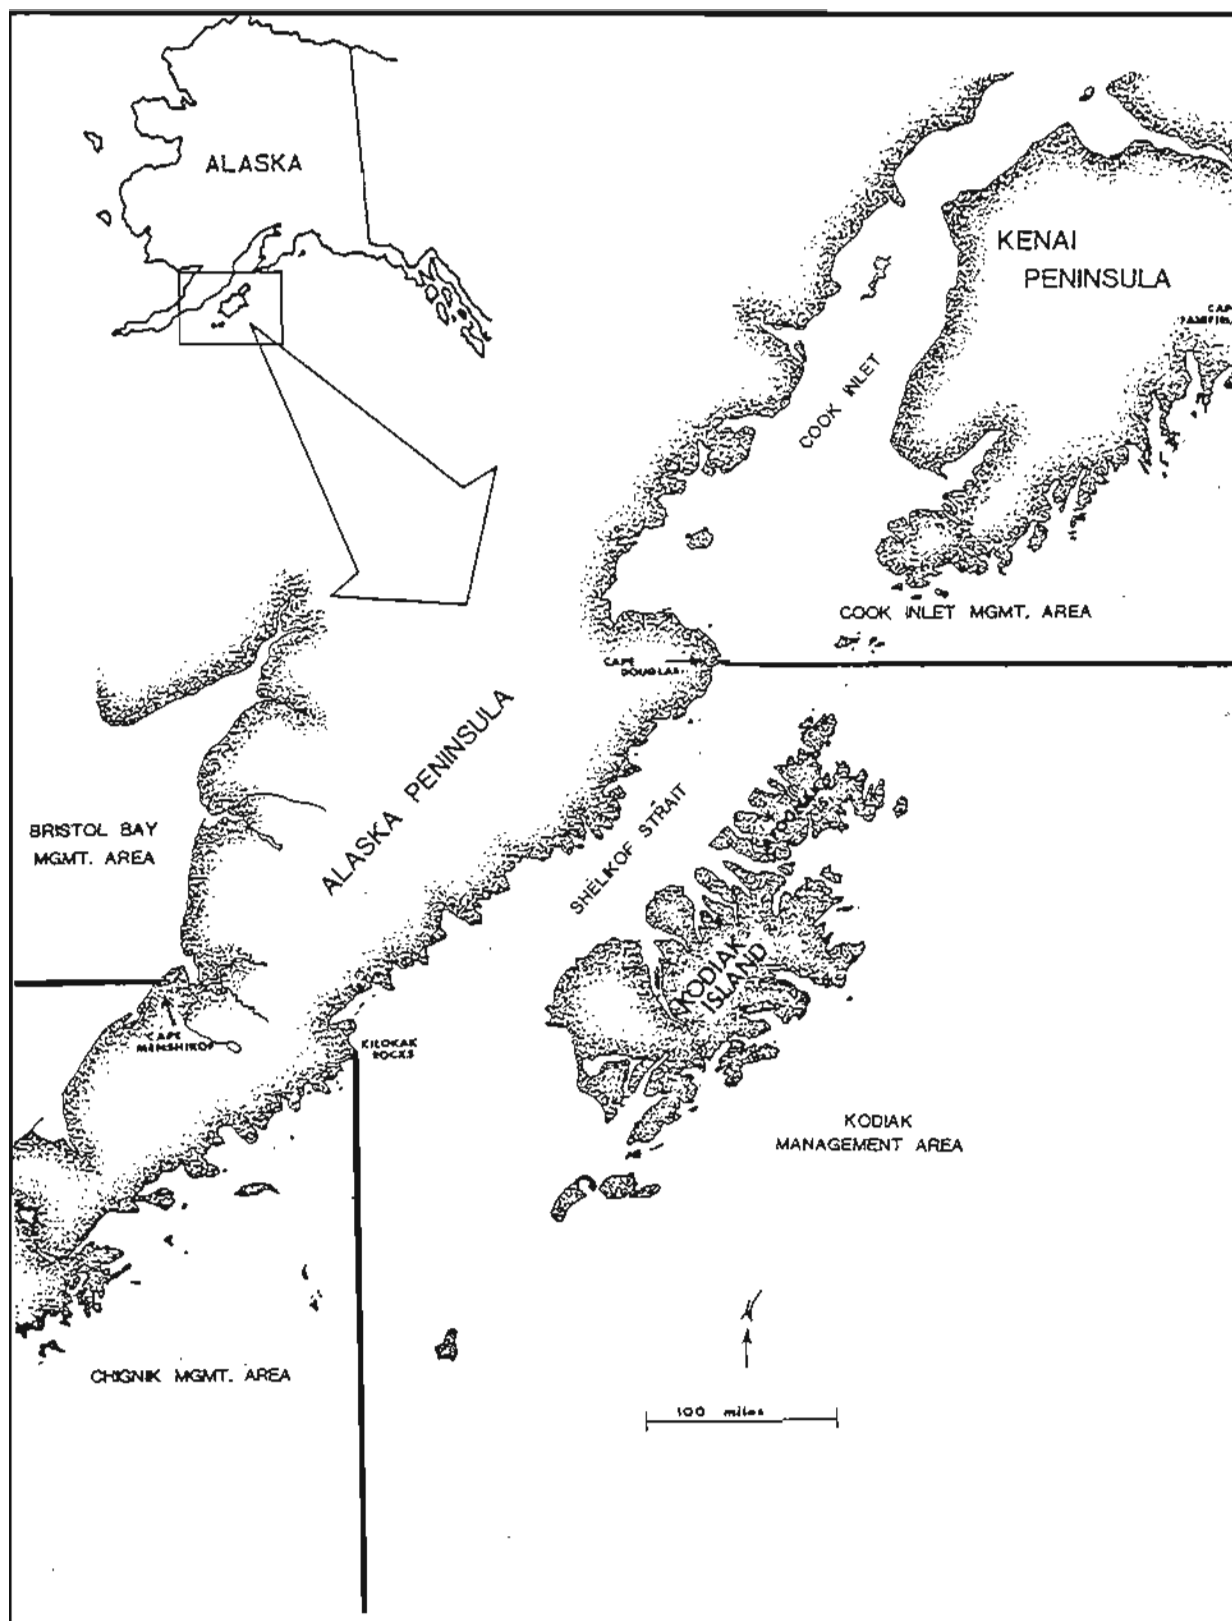 ALASKA
KENAI
PENINSULA
COOK INLET
COOK INLET MGMT. AREA
CAPE
DOUGLAS
ALASKA PENINSULA
SHELIKOF STRAIT
BRISTOL BAY
MGMT. AREA
KODIAK
ISLAND
CAPE
MENSHIKOF
KILOKAK
ROCKS
KODIAK
MANAGEMENT AREA
CHIGNIK MGMT. AREA
100 miles